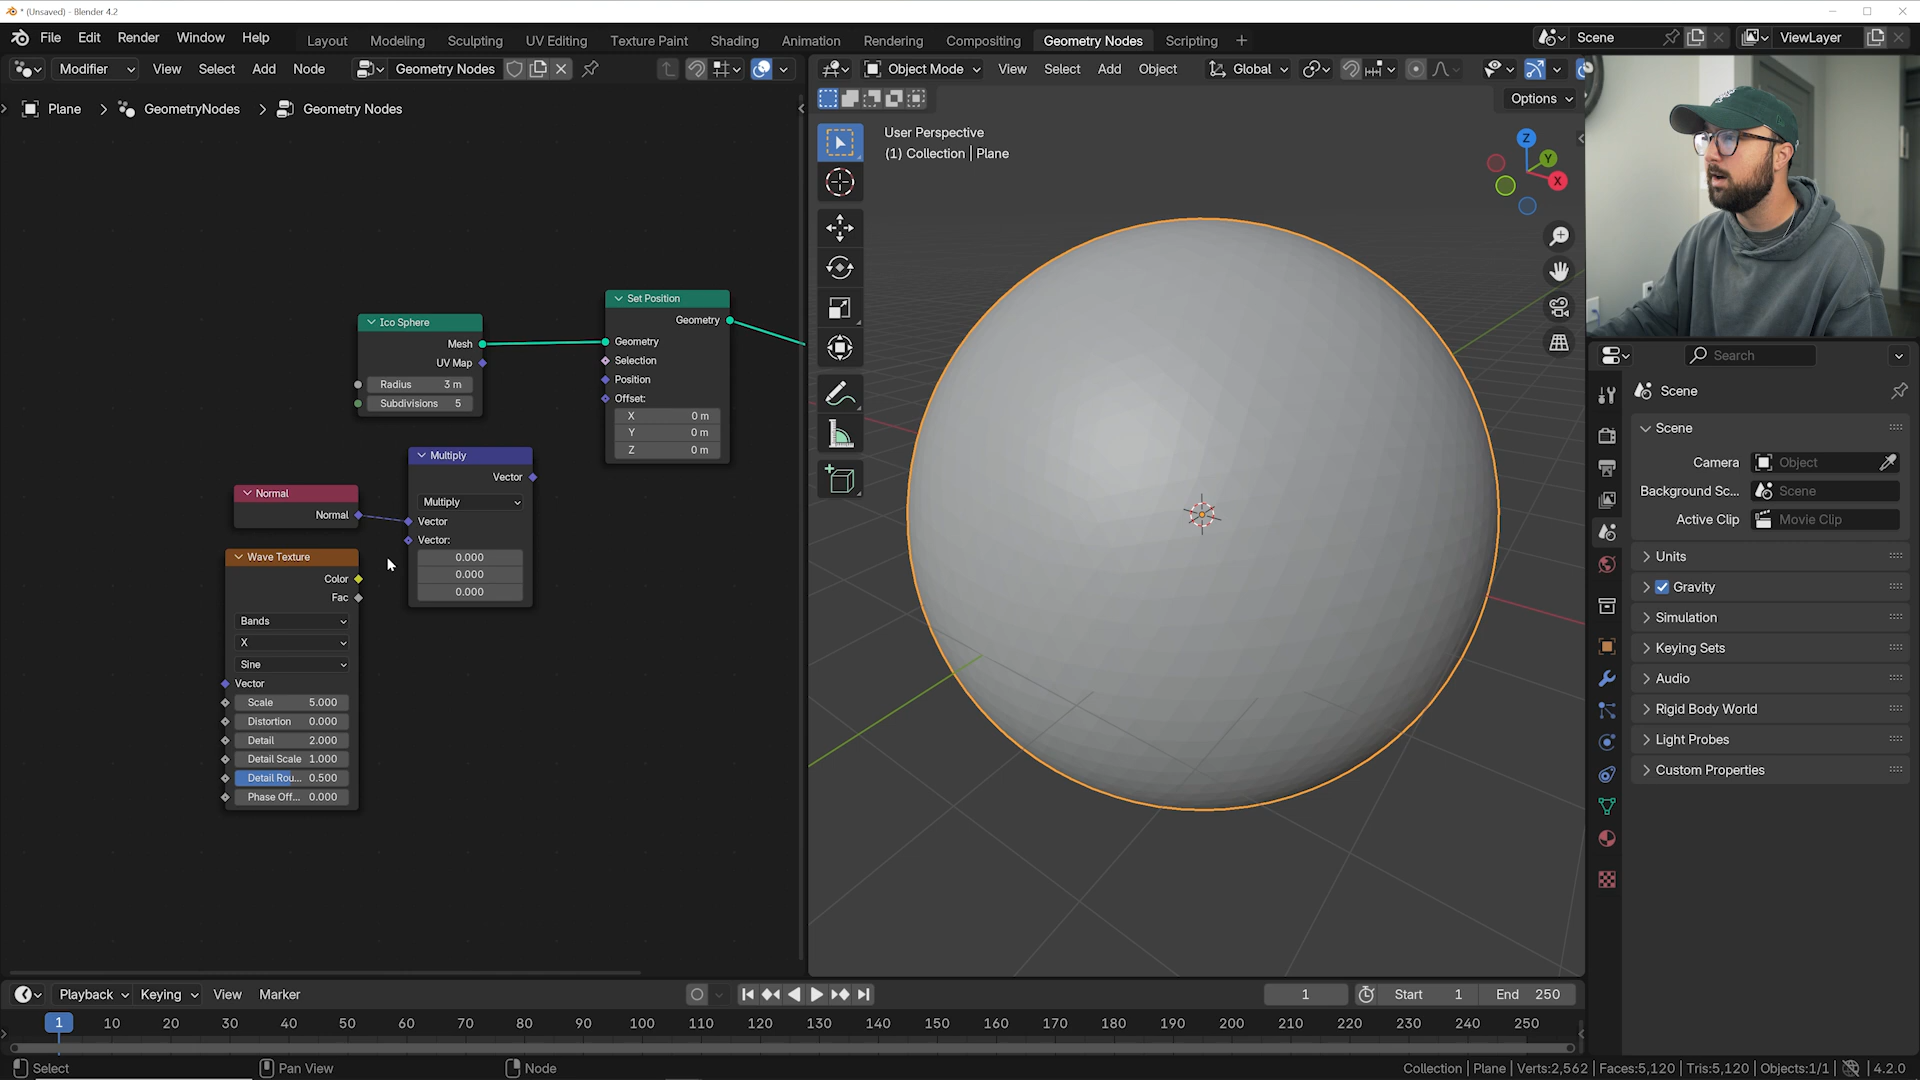 * (Unsaved) - Blender 4.2
File Edit Render Window Help
Layout Modeling Sculpting UV Editing Texture Paint Shading Animation Rendering Compositing Geometry Nodes Scripting +
Scene
ViewLayer
Modifier View Select Add Node Geometry Nodes
Object Mode View Select Add Object Global
Plane > GeometryNodes > Geometry Nodes
Options
User Perspective
(1) Collection | Plane
Z
Y
X
Set Position
Geometry
Geometry
Selection
Position
Offset:
X 0 m
Y 0 m
Z 0 m
Ico Sphere
Mesh
UV Map
Radius 3 m
Subdivisions 5
Multiply
Vector
Multiply
Vector
Vector:
0.000
0.000
0.000
Normal
Normal
Wave Texture
Color
Fac
Bands
X
Sine
Vector
Scale 5.000
Distortion 0.000
Detail 2.000
Detail Scale 1.000
Detail Rou... 0.500
Phase Off... 0.000
Search
Scene
Scene
Camera Object
Background Sc... Scene
Active Clip Movie Clip
Units
Gravity
Simulation
Keying Sets
Audio
Rigid Body World
Light Probes
Custom Properties
Playback Keying View Marker
1 Start 1 End 250
1 10 20 30 40 50 60 70 80 90 100 110 120 130 140 150 160 170 180 190 200 210 220 230 240 250
Select Pan View Node
Collection | Plane | Verts:2,562 | Faces:5,120 | Tris:5,120 | Objects:1/1 | 4.2.0